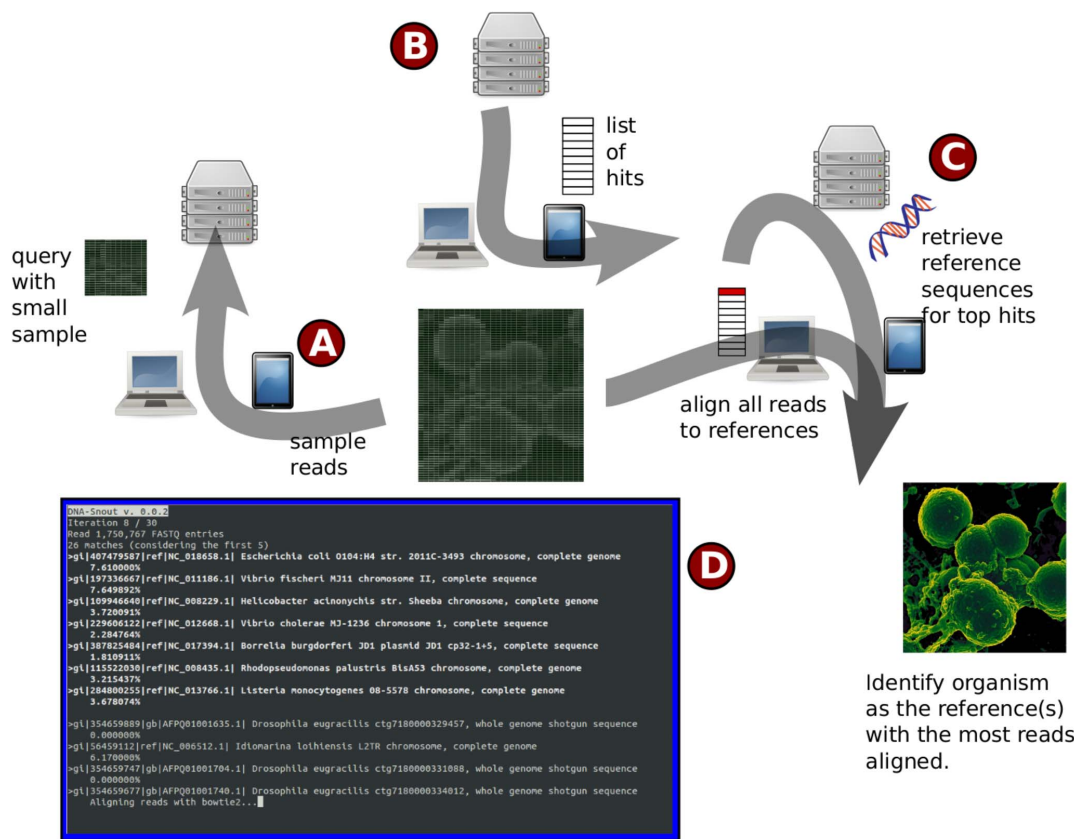 B
list
of
hits
C
retrieve
reference
sequences
for top hits
query
with
small
sample
A
sample
reads
align all reads
to references
DNA-Snout v. 0.0.2
Iteration 8 / 30
Read 1,750,767 FASTQ entries
26 matches (considering the first 5)
>gi|407479587|ref|NC_018658.1| Escherichia coli O104:H4 str. 2011C-3493 chromosome, complete genome
7.610000%
>gi|197336667|ref|NC_011186.1| Vibrio fischeri MJ11 chromosome II, complete sequence
7.649892%
>gi|109946640|ref|NC_008229.1| Helicobacter acinonychis str. Sheeba chromosome, complete genome
3.720091%
>gi|229606122|ref|NC_012668.1| Vibrio cholerae MJ-1236 chromosome 1, complete sequence
2.284764%
>gi|387825484|ref|NC_017394.1| Borrelia burgdorferi JD1 plasmid JD1 cp32-1+5, complete sequence
1.810911%
>gi|115522030|ref|NC_008435.1| Rhodopseudomonas palustris BisA53 chromosome, complete genome
3.215437%
>gi|284800255|ref|NC_013766.1| Listeria monocytogenes 08-5578 chromosome, complete genome
3.678074%
>gi|354659889|gb|AFPQ01001635.1| Drosophila eugracilis ctg7180000329457, whole genome shotgun sequence
0.000000%
>gi|56459112|ref|NC_006512.1| Idiomarina loihiensis L2TR chromosome, complete genome
6.170000%
>gi|354659747|gb|AFPQ01001704.1| Drosophila eugracilis ctg7180000331088, whole genome shotgun sequence
0.000000%
>gi|354659677|gb|AFPQ01001740.1| Drosophila eugracilis ctg7180000334012, whole genome shotgun sequence
Aligning reads with bowtie2...
D
Identify organism
as the reference(s)
with the most reads
aligned.